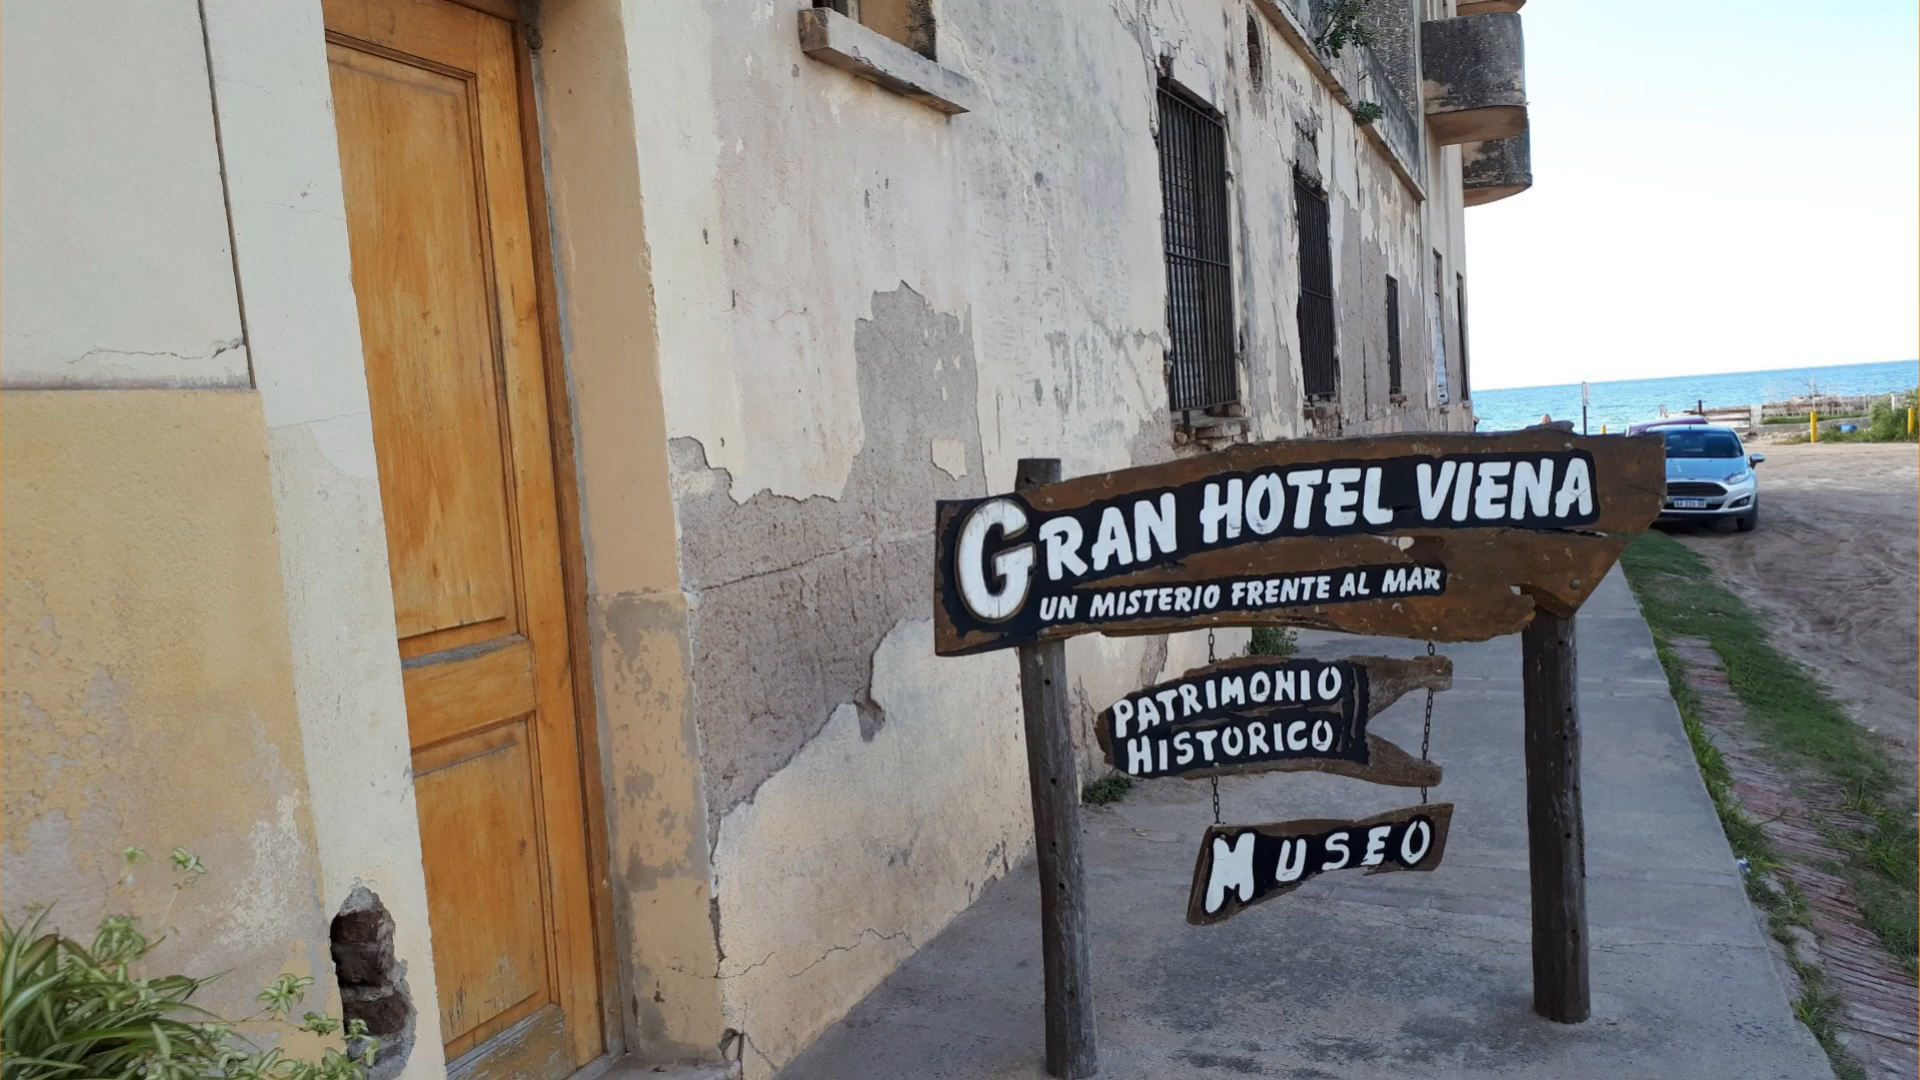 GRAN HOTEL VIENA
UN MISTERIO FRENTE AL MAR
PATRIMONIO
HISTORICO
MUSEO